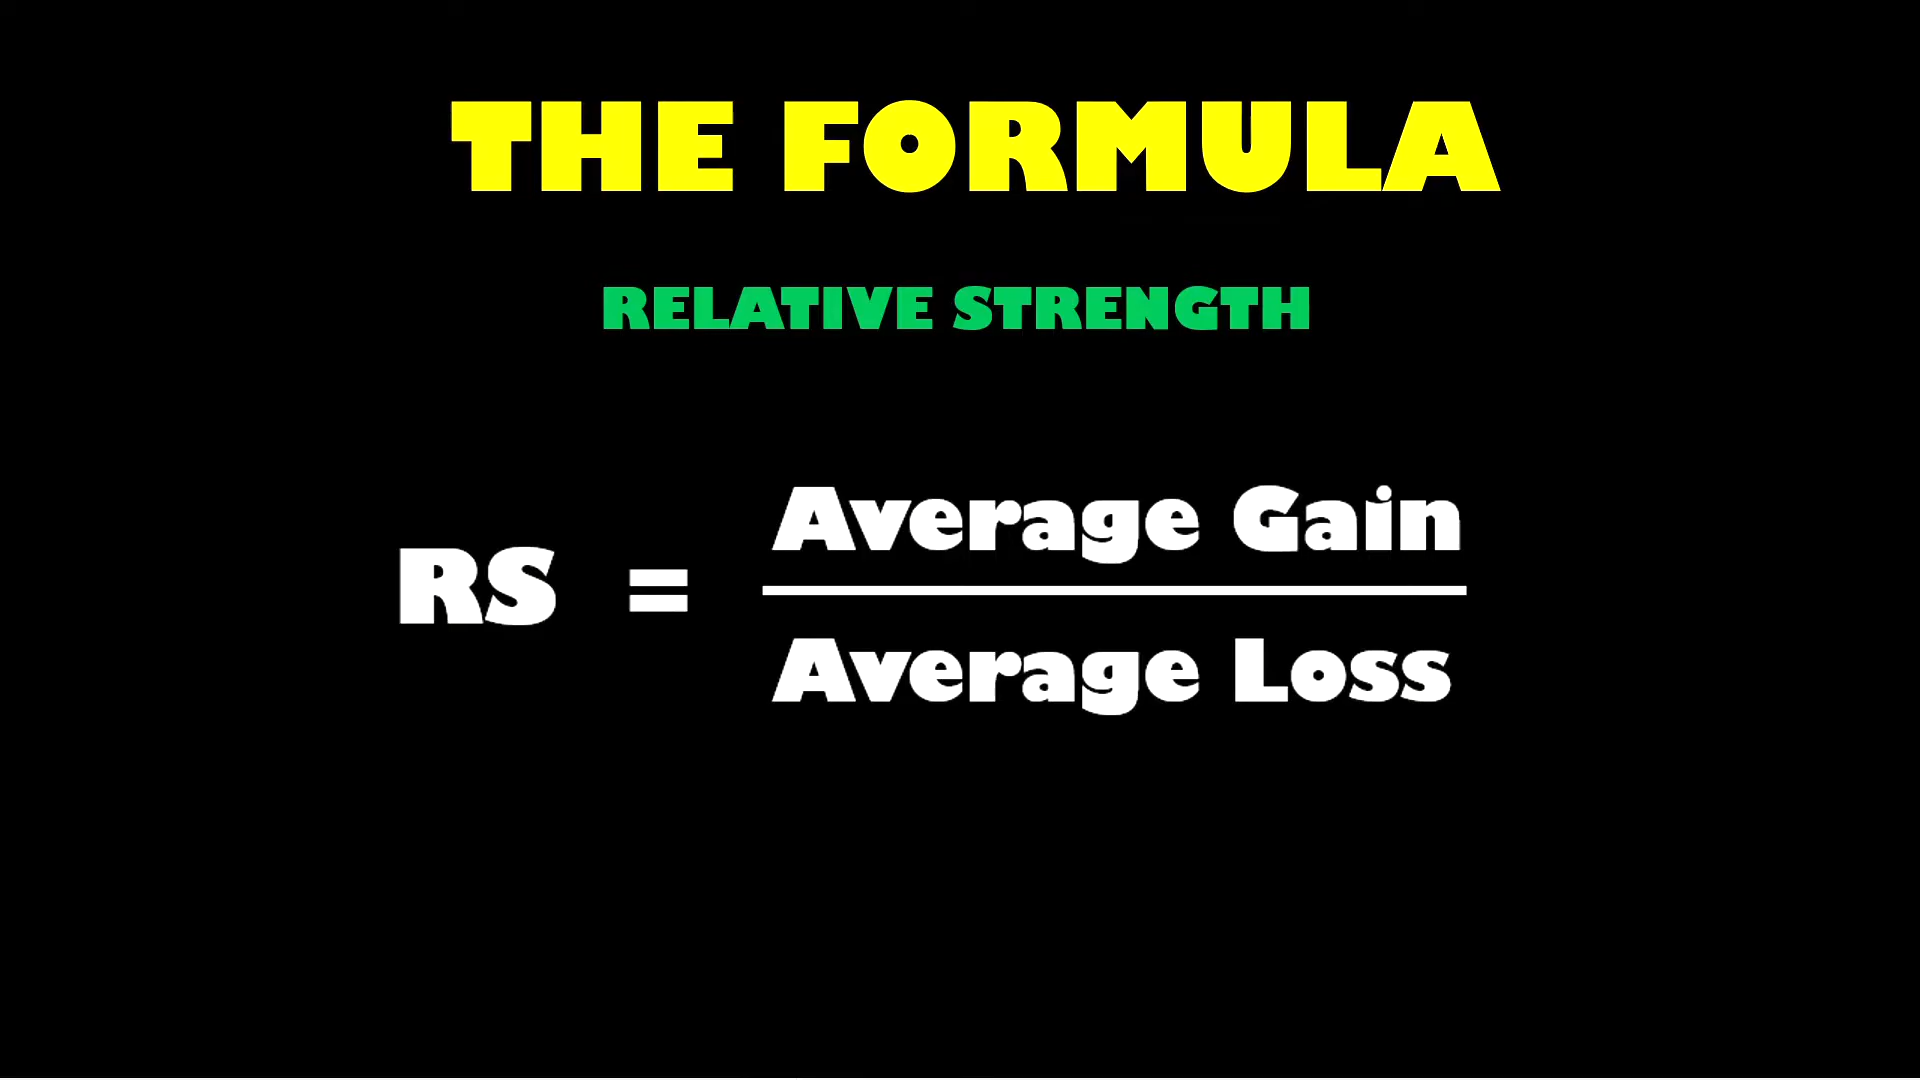 THE FORMULA
RELATIVE STRENGTH
RS = Average Gain
Average Loss